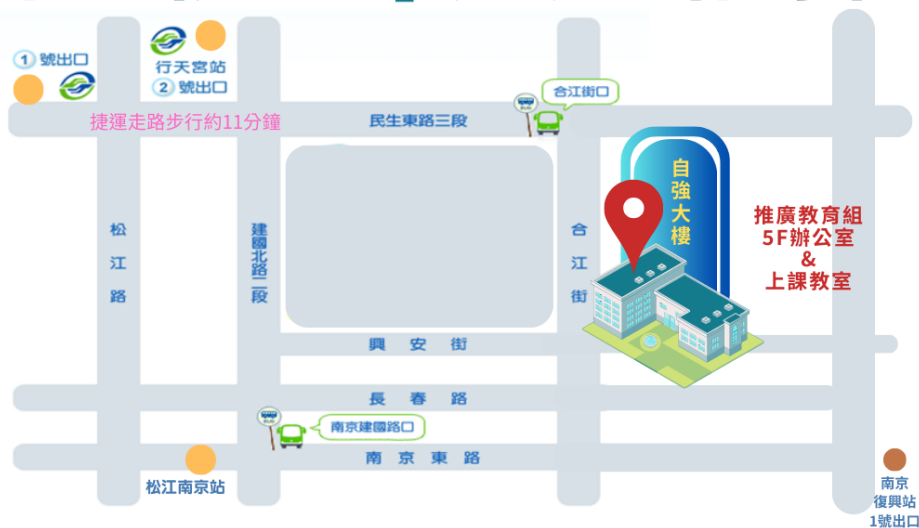 1 號出口
行天宮站
2 號出口
捷運走路步行約11分鐘
民生東路三段
BUS
合江街口
自強大樓
推廣教育組
5F辦公室
&
上課教室
松江路
建國北路二段
合江街
興安街
長春路
BUS
南京建國路口
南京東路
松江南京站
南京
復興站
1號出口